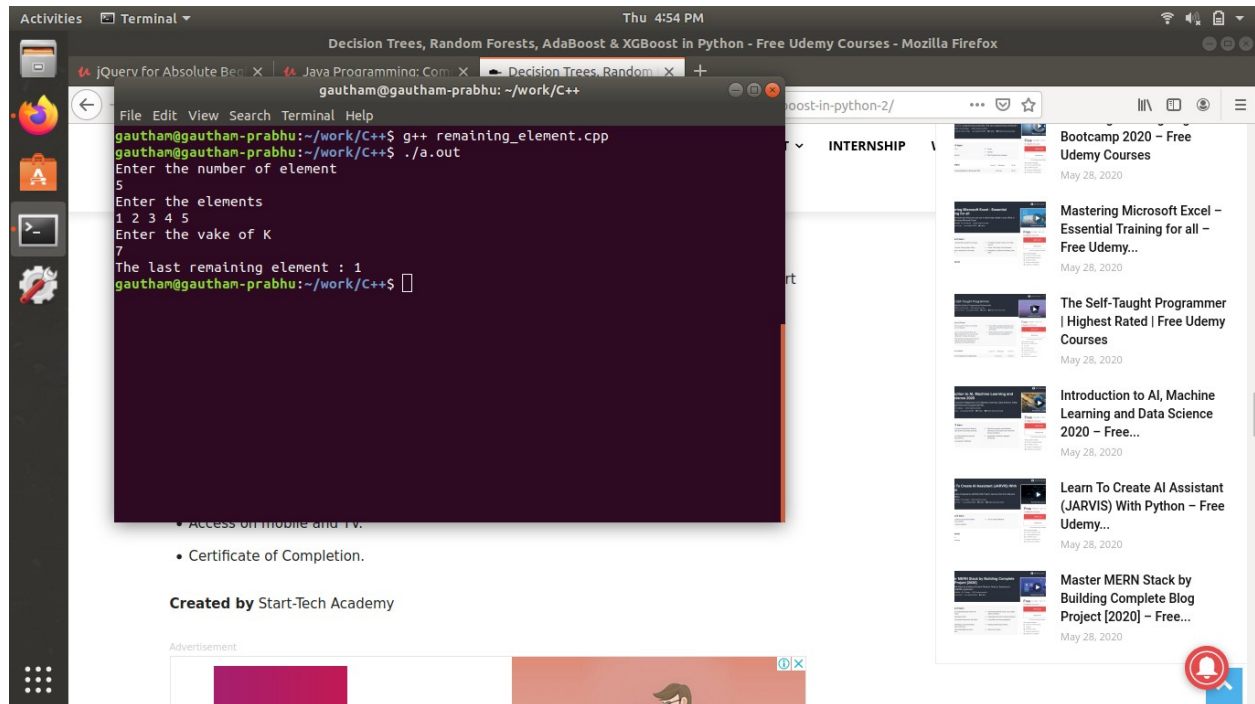 Activities
Terminal
Thu 4:54 PM
Decision Trees, Random Forests, AdaBoost & XGBoost in Python - Free Udemy Courses - Mozilla Firefox
jQuery for Absolute Beg
Java Programming: Com
Decision Trees, Random
gautham@gautham-prabhu: ~/work/C++
File Edit View Search Terminal Help
gautham@gautham-prabhu:~/work/C++$ g++ remaining_element.cpp
gautham@gautham-prabhu:~/work/C++$ ./a.out
Enter the number of element
5
Enter the elements
1 2 3 4 5
Enter the vake of K
7
The last remaining element : 1
gautham@gautham-prabhu:~/work/C++$
oost-in-python-2/
INTERNSHIP
rt
• Access on mobile and TV.
• Certificate of Completion.
Created by Start-Tech Academy
Advertisement
Bootcamp 2020 – Free
Udemy Courses
May 28, 2020
Mastering Microsoft Excel –
Essential Training for all –
Free Udemy...
May 28, 2020
The Self-Taught Programmer
| Highest Rated | Free Udemy
Courses
May 28, 2020
Introduction to AI, Machine
Learning and Data Science
2020 – Free...
May 28, 2020
Learn To Create AI Assistant
(JARVIS) With Python – Free
Udemy...
May 28, 2020
Master MERN Stack by
Building Complete Blog
Project [2020] – Free...
May 28, 2020